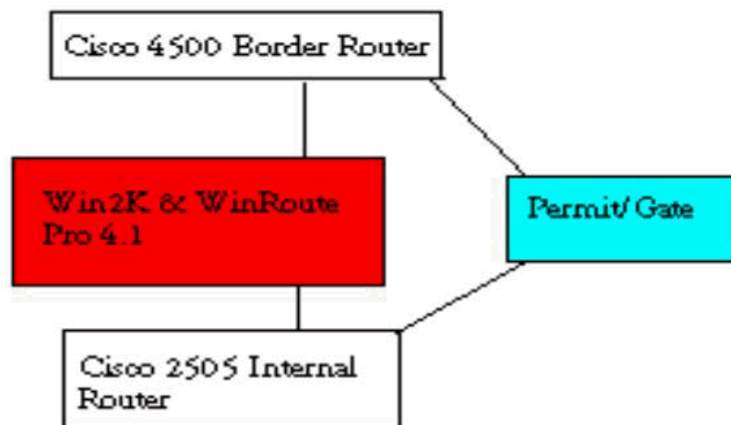 Cisco 4500 Border Router
Win2K & WinRoute
Pro 4.1
Permit/ Gate
Cisco 2505 Internal
Router